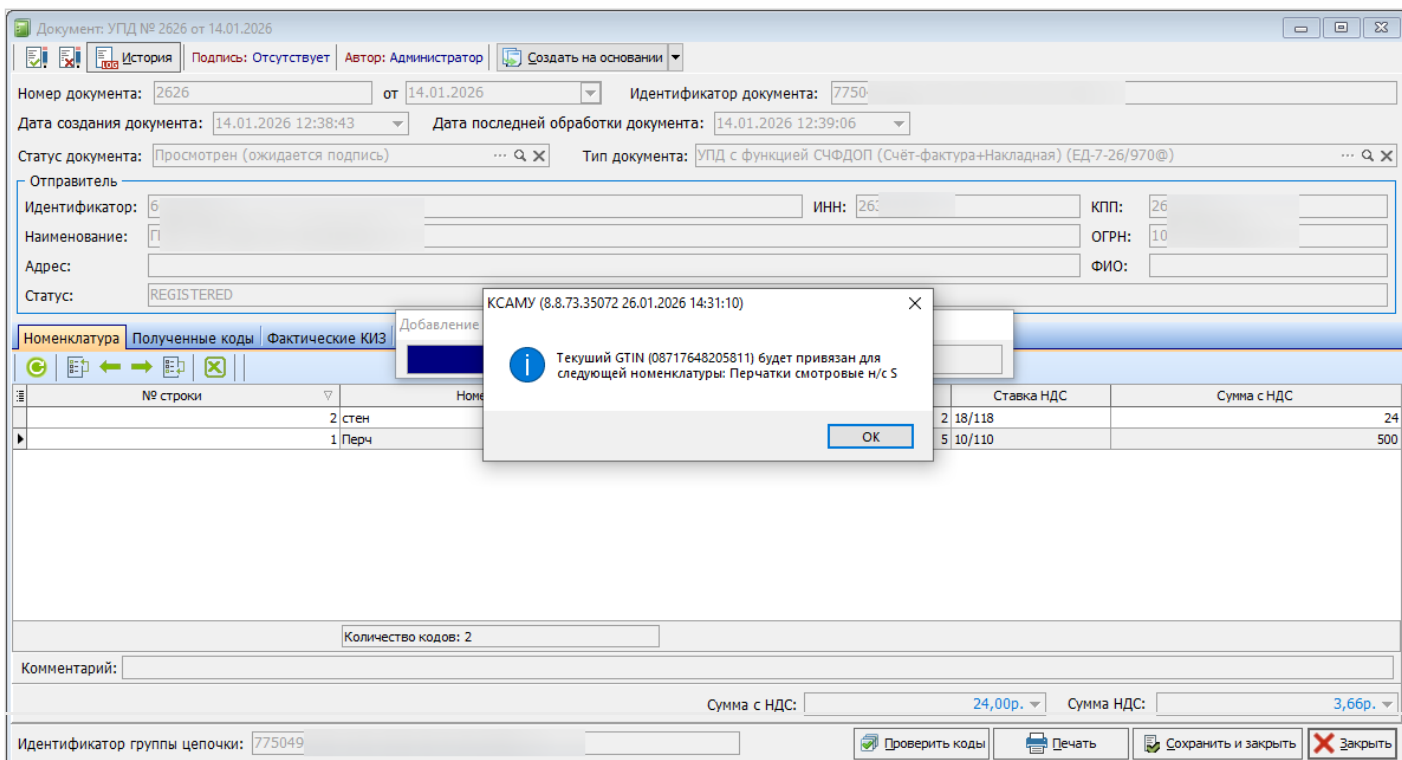 Документ: УПД № 2626 от 14.01.2026
История Подпись: Отсутствует Автор: Администратор Создать на основании
Номер документа: 2626 от 14.01.2026 Идентификатор документа: 7750
Дата создания документа: 14.01.2026 12:38:43 Дата последней обработки документа: 14.01.2026 12:39:06
Статус документа: Просмотрен (ожидается подпись) ... Тип документа: УПД с функцией СЧФДОП (Счёт-фактура+Накладная) (ЕД-7-26/970@) ...
Отправитель
Идентификатор: 6 ИНН: 26 КПП: 26
Наименование: ОГРН: 10
Адрес: ФИО:
Статус: REGISTERED
КСАМУ (8.8.73.35072 26.01.2026 14:31:10)
Добавление
Текуший GTIN (08717648205811) будет привязан для
следующей номенклатуры: Перчатки смотровые н/с S
OK
Номенклатура Полученные коды Фактические КИЗ
№ строки Номе Ставка НДС Сумма с НДС
2 стен 2 18/118 24
1 Перч 5 10/110 500
Количество кодов: 2
Комментарий:
Сумма с НДС: 24,00р. Сумма НДС: 3,66р.
Идентификатор группы цепочки: 775049 Проверить коды Печать Сохранить и закрыть Закрыть